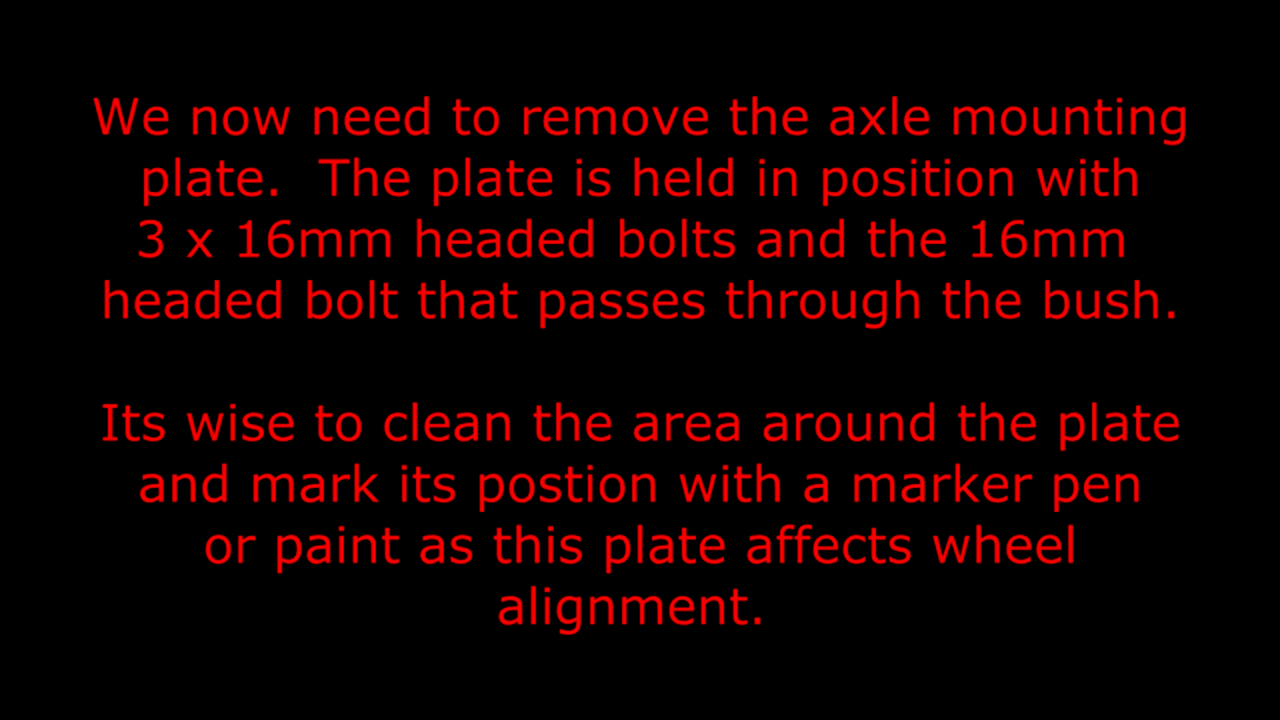 We now need to remove the axle mounting
plate.  The plate is held in position with
3 x 16mm headed bolts and the 16mm
headed bolt that passes through the bush.
Its wise to clean the area around the plate
and mark its postion with a marker pen
or paint as this plate affects wheel
alignment.